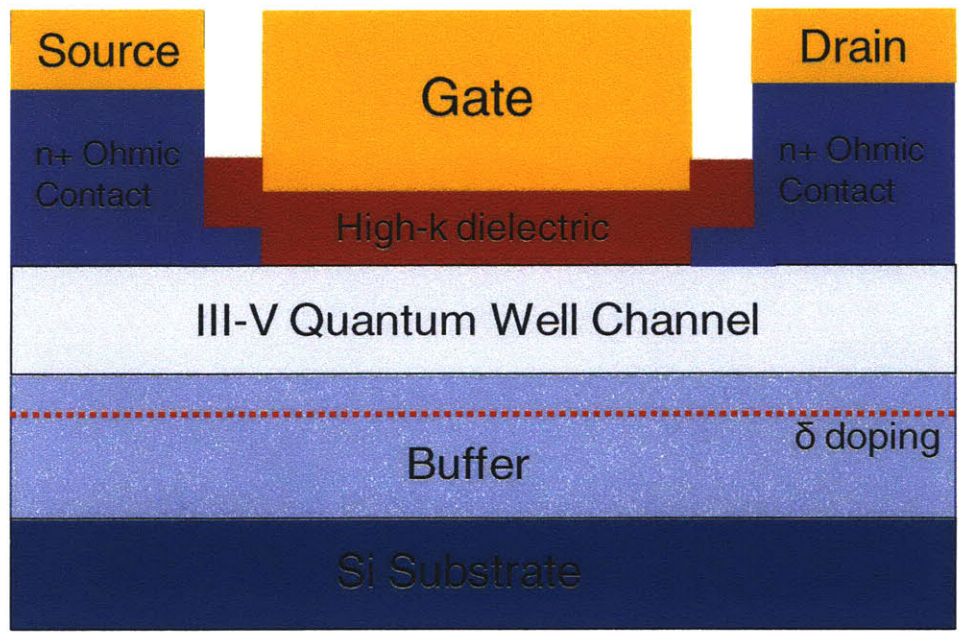 Source
Gate
Drain
n+ Ohmic
Contact
n+ Ohmic
Contact
High-k dielectric
III-V Quantum Well Channel
δ doping
Buffer
Si Substrate